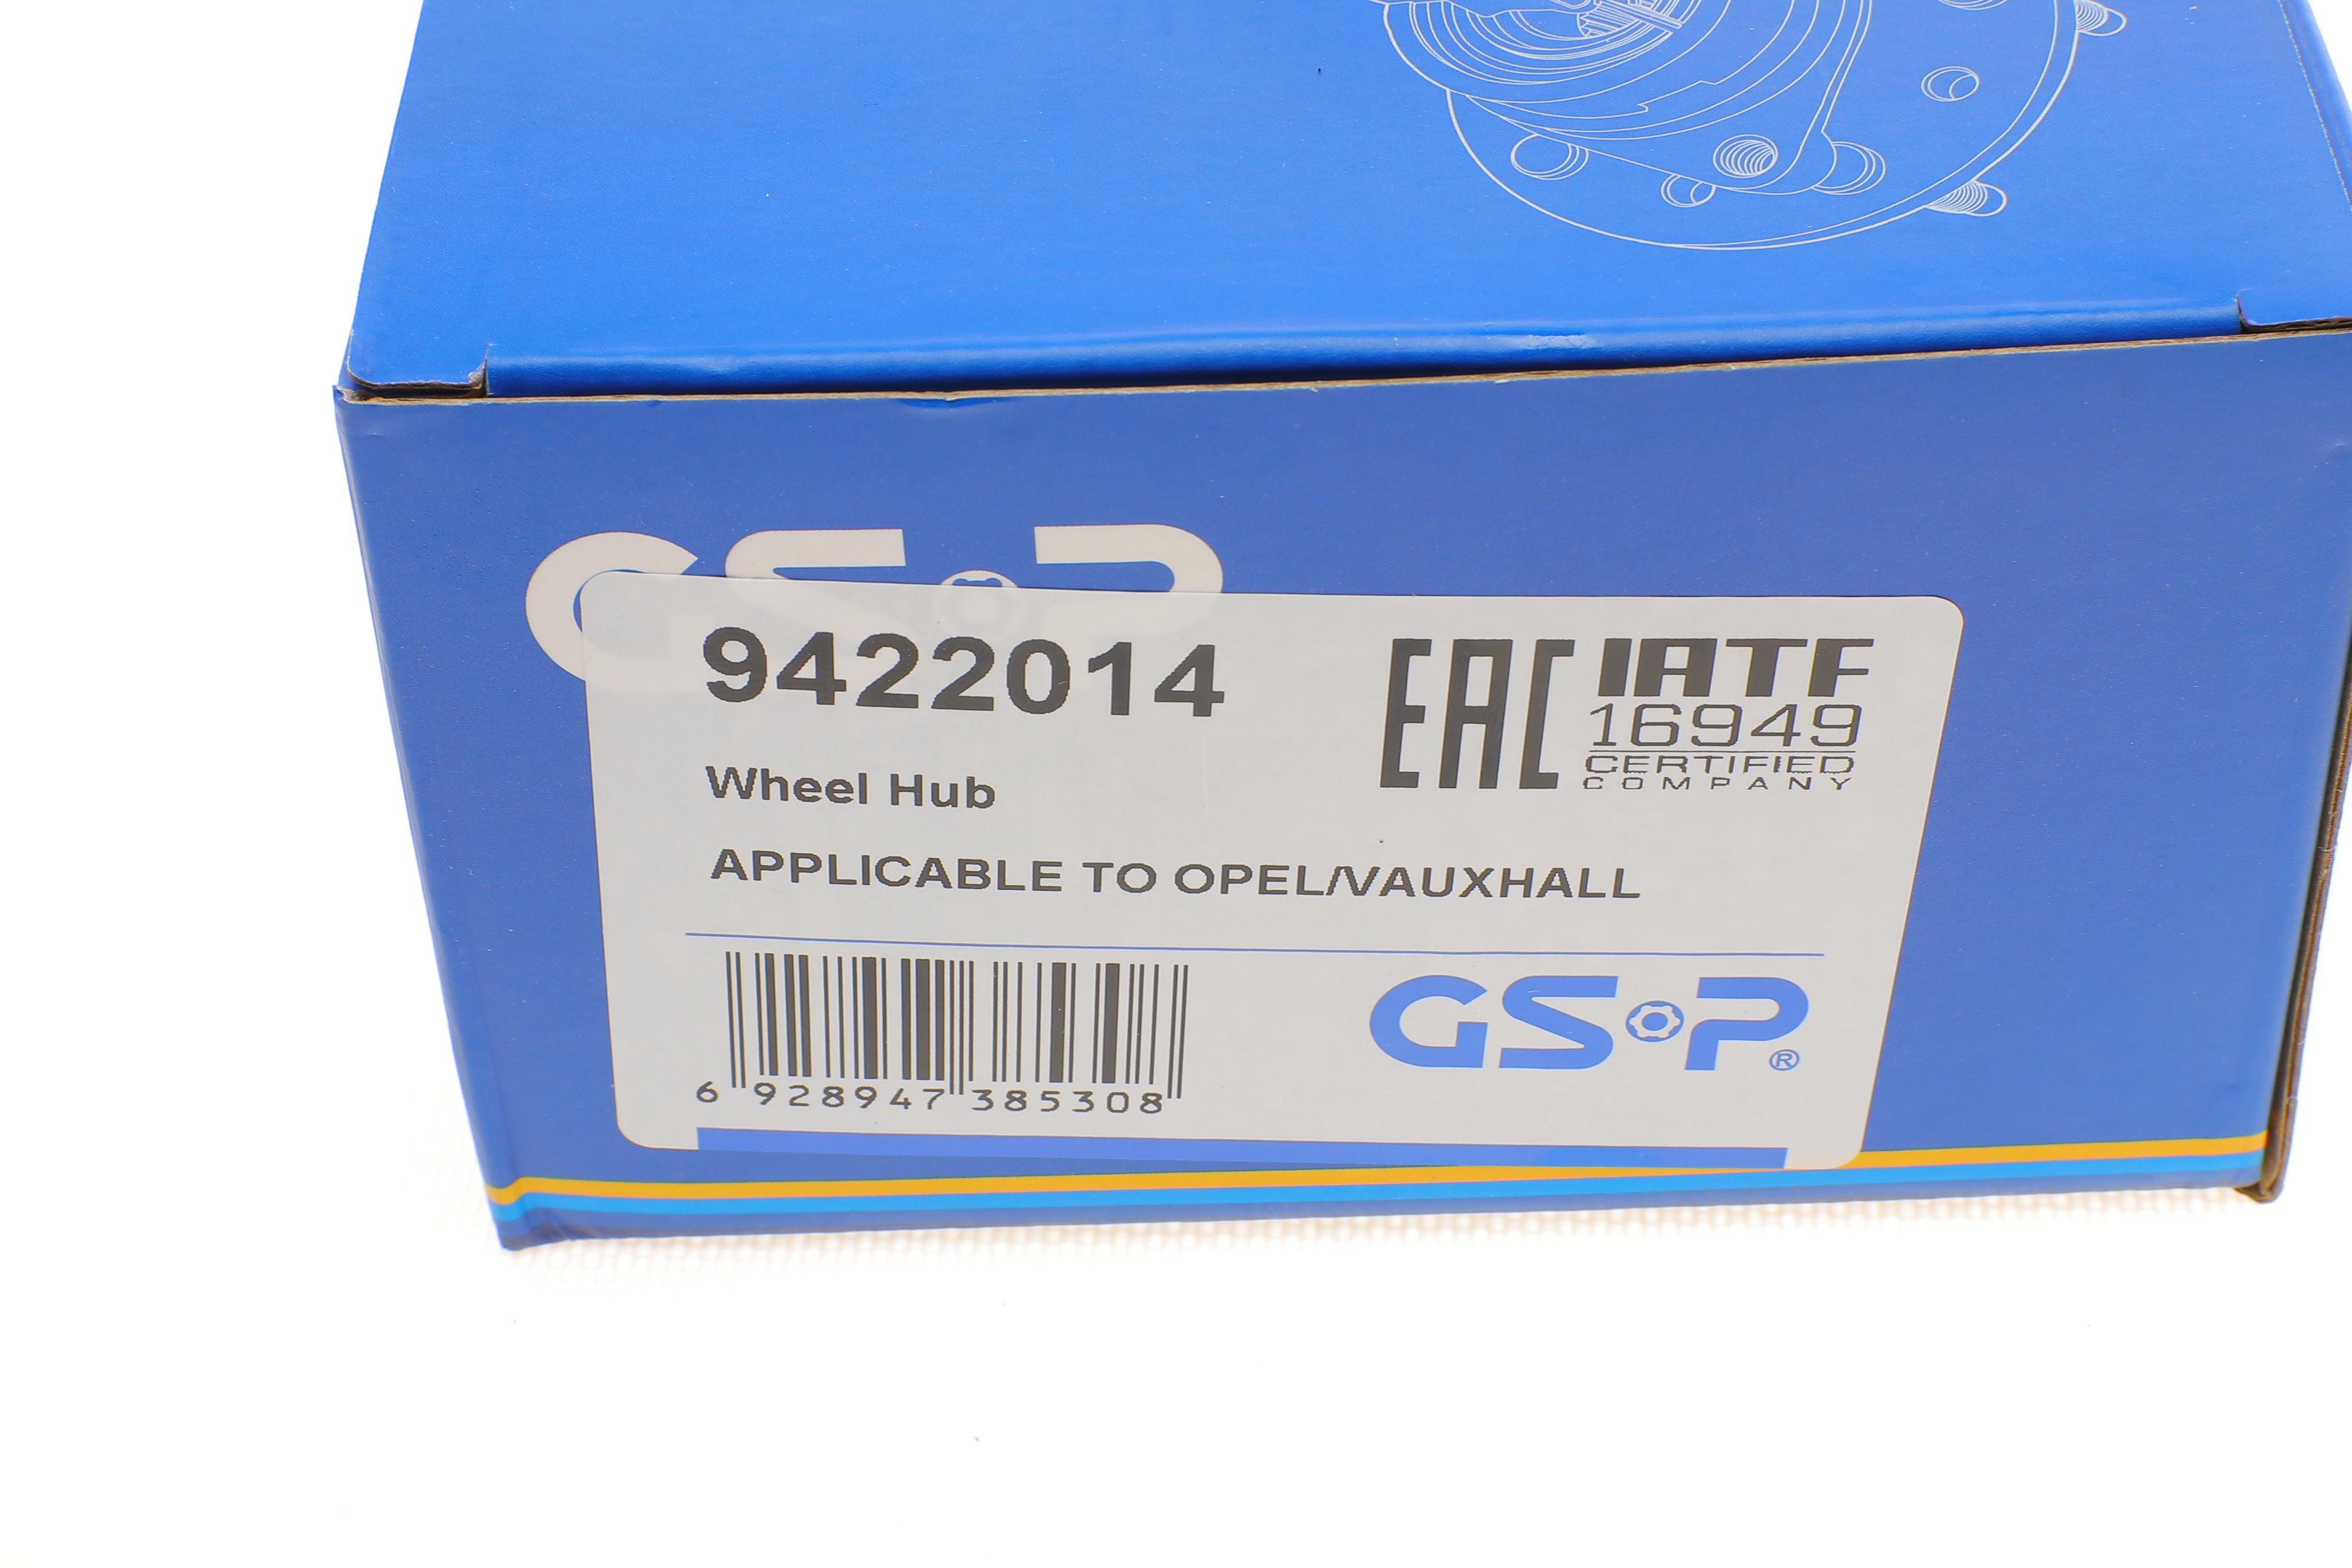 GSP
9422014
EAC
IATF
16949
CERTIFIED
COMPANY
Wheel Hub
APPLICABLE TO OPEL/VAUXHALL
6 928947 385308
GSP®